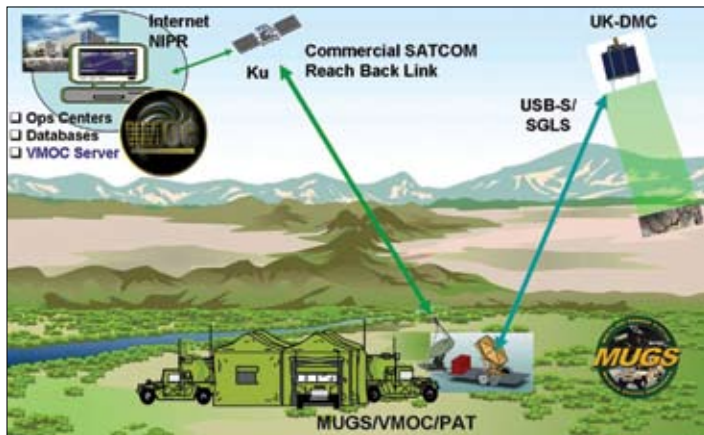 Internet
NIPR
Ku
Commercial SATCOM
Reach Back Link
UK-DMC
USB-S/
SGLS
Ops Centers
Databases
VMOC Server
VMOC
MUGS
MUGS/VMOC/PAT